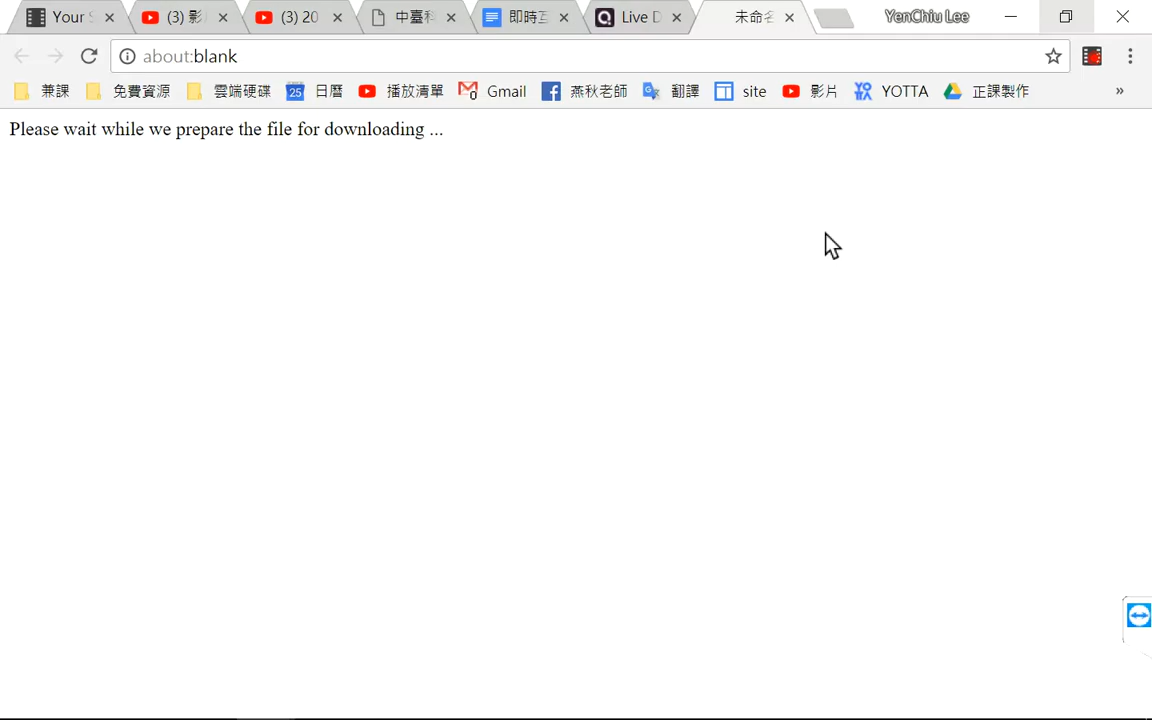 Your S (3) 影 (3) 20 中臺科 即時互 Live D 未命名 YenChiu Lee
about:blank
兼課 免費資源 雲端硬碟 25 日曆 播放清單 Gmail 燕秋老師 翻譯 site 影片 YOTTA 正課製作 »
Please wait while we prepare the file for downloading ...